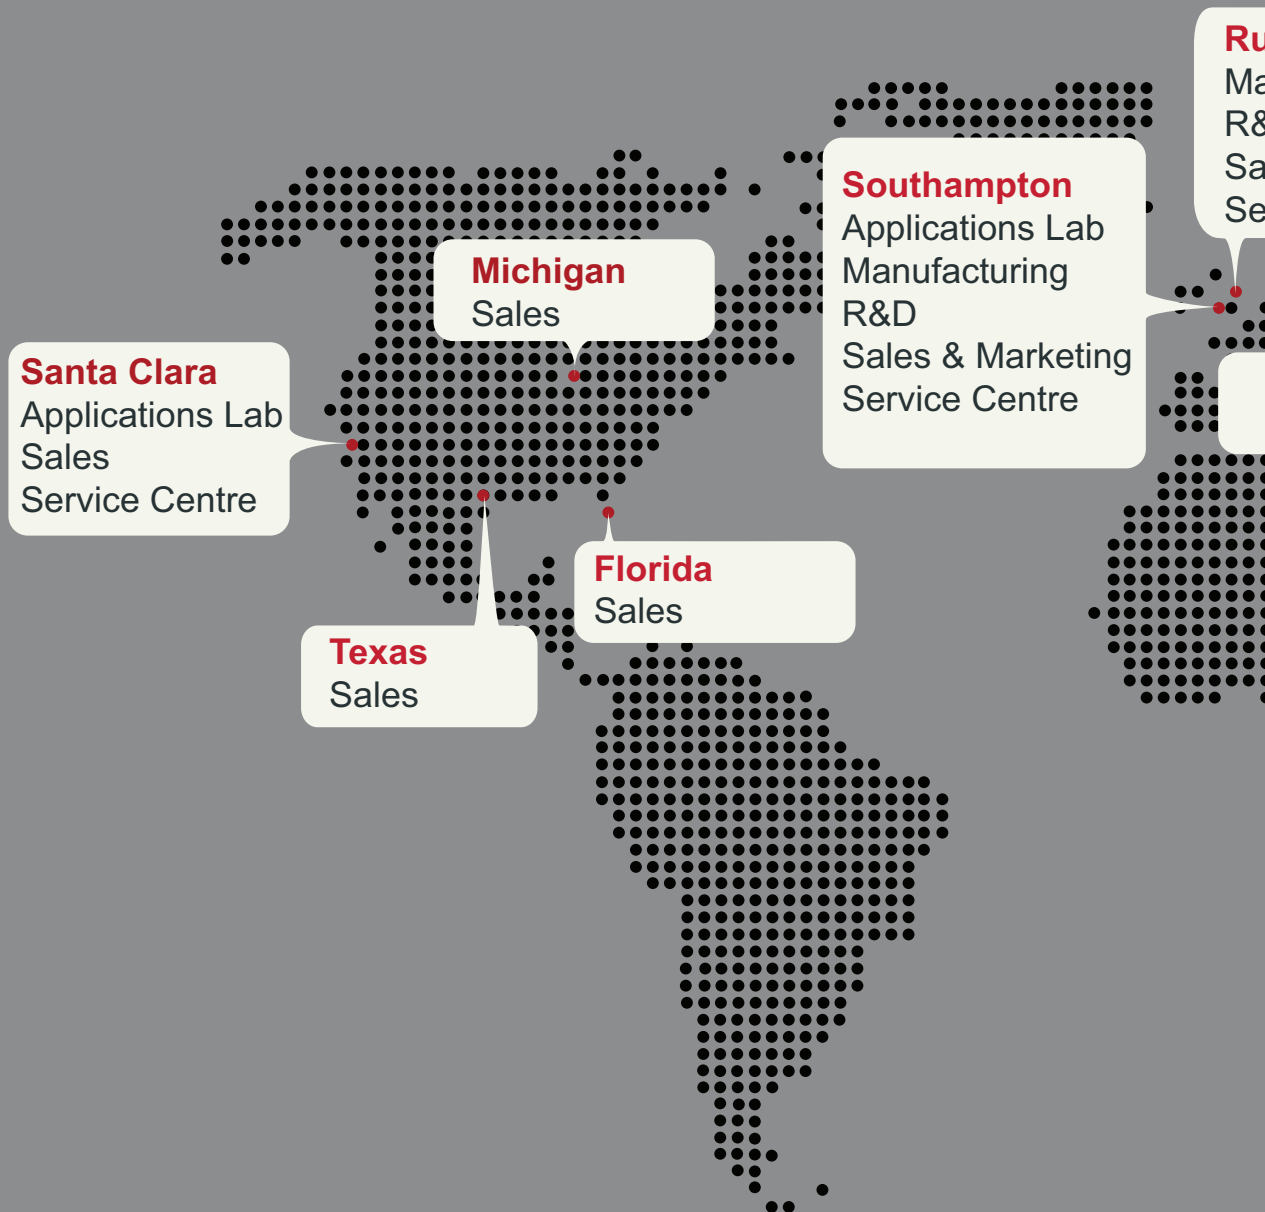 Southampton
Applications Lab
Manufacturing
R&D
Sales & Marketing
Service Centre
Michigan
Sales
Santa Clara
Applications Lab
Sales
Service Centre
Florida
Sales
Texas
Sales